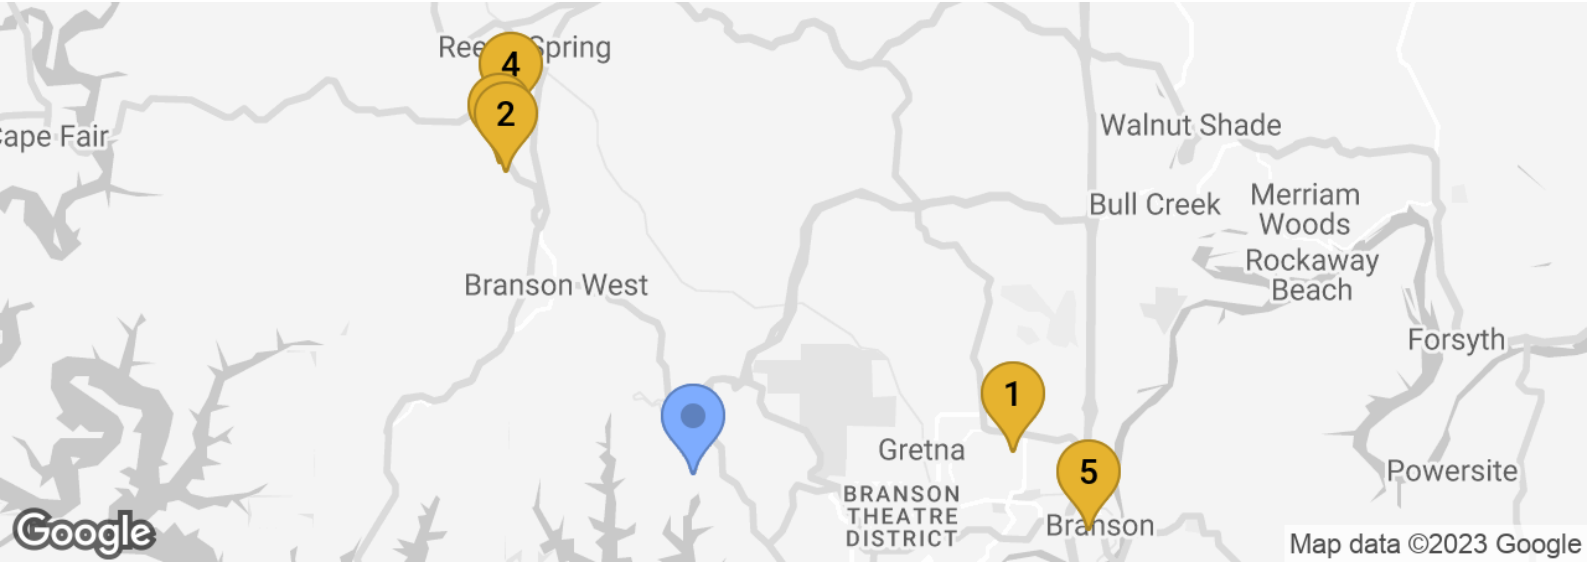 Spring
4
2
Cape Fair
Walnut Shade
Bull Creek
Merriam
Woods
Rockaway
Beach
Branson West
Forsyth
1
Gretna
5
Powersite
BRANSON
THEATRE
DISTRICT
Branson
Google
Map data ©2023 Google